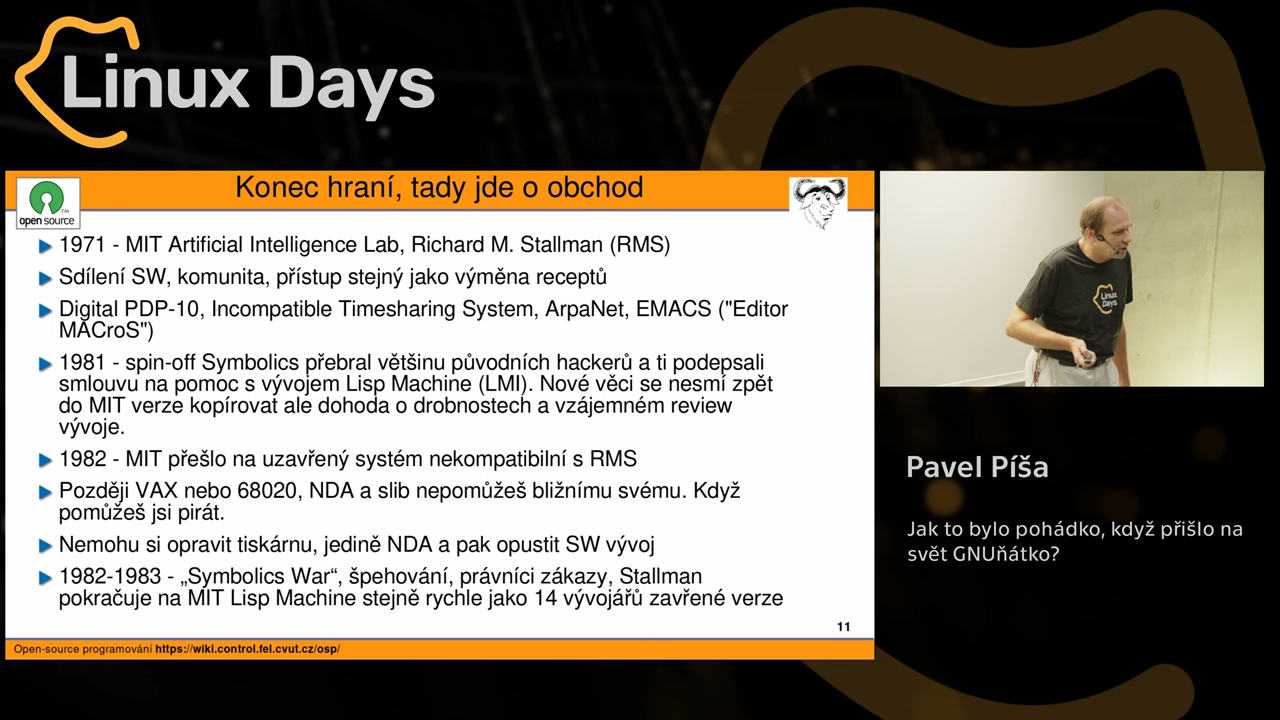 Linux Days
Konec hraní, tady jde o obchod
open source
TM
1971 - MIT Artificial Intelligence Lab, Richard M. Stallman (RMS)
Sdílení SW, komunita, přístup stejný jako výměna receptů
Digital PDP-10, Incompatible Timesharing System, ArpaNet, EMACS ("Editor
MACroS")
1981 - spin-off Symbolics přebral většinu původních hackerů a ti podepsali
smlouvu na pomoc s vývojem Lisp Machine (LMI). Nové věci se nesmí zpět
do MIT verze kopírovat ale dohoda o drobnostech a vzájemném review
vývoje.
1982 - MIT přešlo na uzavřený systém nekompatibilní s RMS
Později VAX nebo 68020, NDA a slib nepomůžeš bližnímu svému. Když
pomůžeš jsi pirát.
Nemohu si opravit tiskárnu, jedině NDA a pak opustit SW vývoj
1982-1983 - „Symbolics War“, špehování, právníci zákazy, Stallman
pokračuje na MIT Lisp Machine stejně rychle jako 14 vývojářů zavřené verze
11
Open-source programování https://wiki.control.fel.cvut.cz/osp/
Linux
Days
Pavel Píša
Jak to bylo pohádko, když přišlo na
svět GNUňátko?